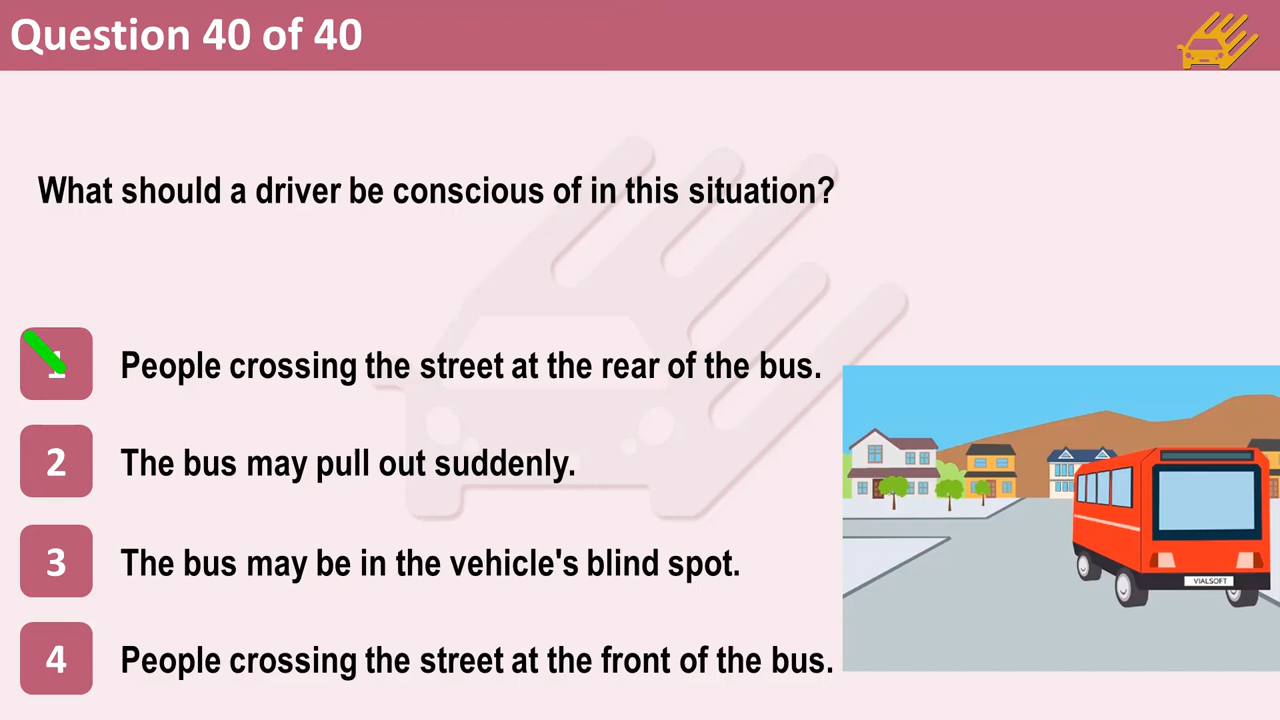 Question 40 of 40
What should a driver be conscious of in this situation?
1 People crossing the street at the rear of the bus.
2 The bus may pull out suddenly.
3 The bus may be in the vehicle's blind spot.
4 People crossing the street at the front of the bus.
VIALSOFT